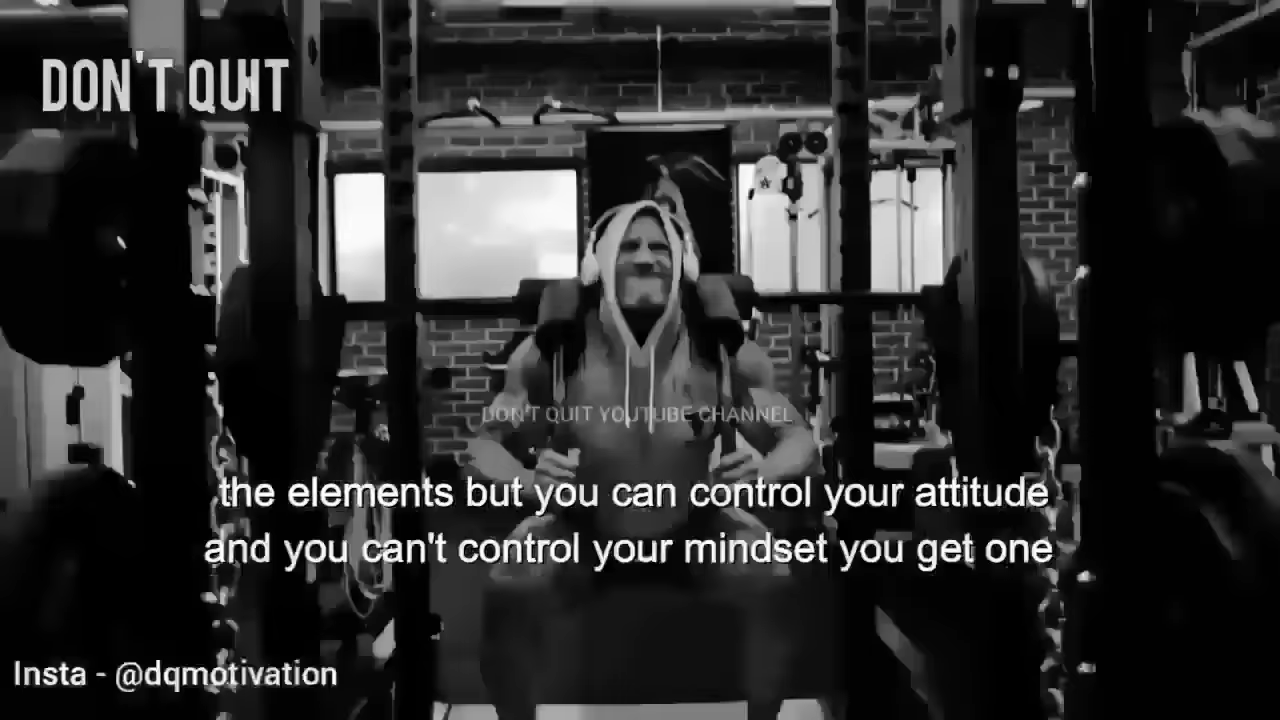 DON'T QUIT
DON'T QUIT YOUTUBE CHANNEL
the elements but you can control your attitude
and you can't control your mindset you get one
Insta - @dqmotivation